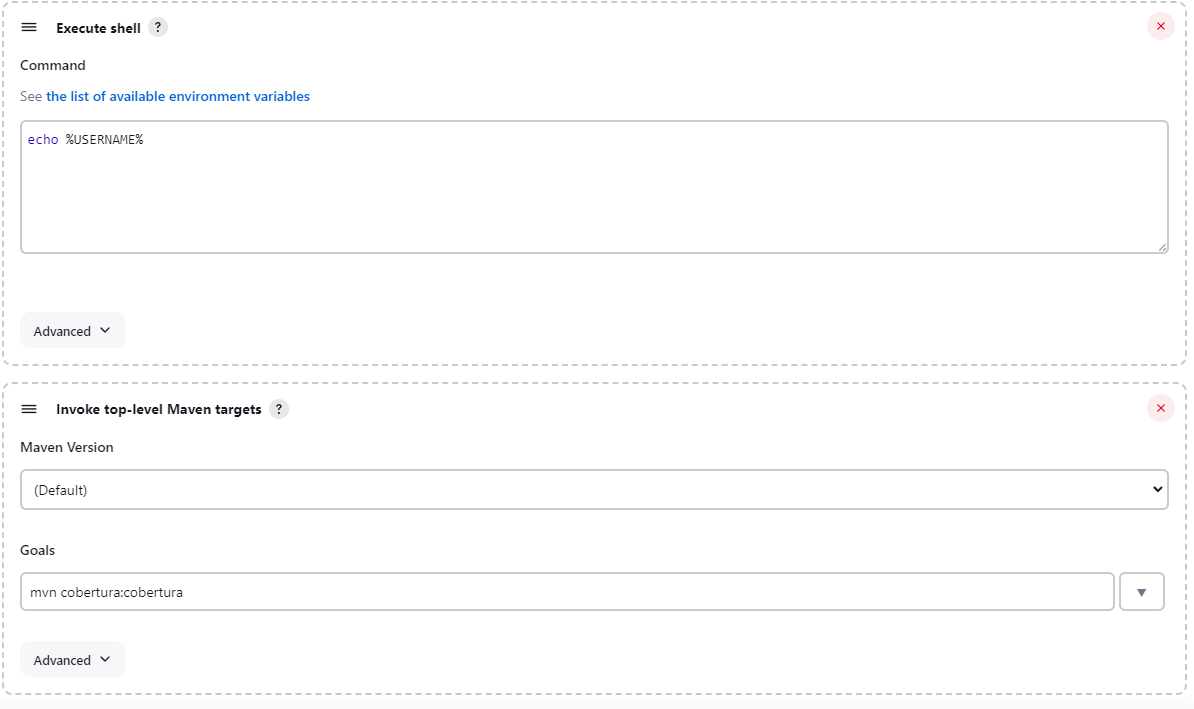 Execute shell ?
Command
See the list of available environment variables
echo %USERNAME%
Advanced
Invoke top-level Maven targets ?
Maven Version
(Default)
Goals
mvn cobertura:cobertura
Advanced